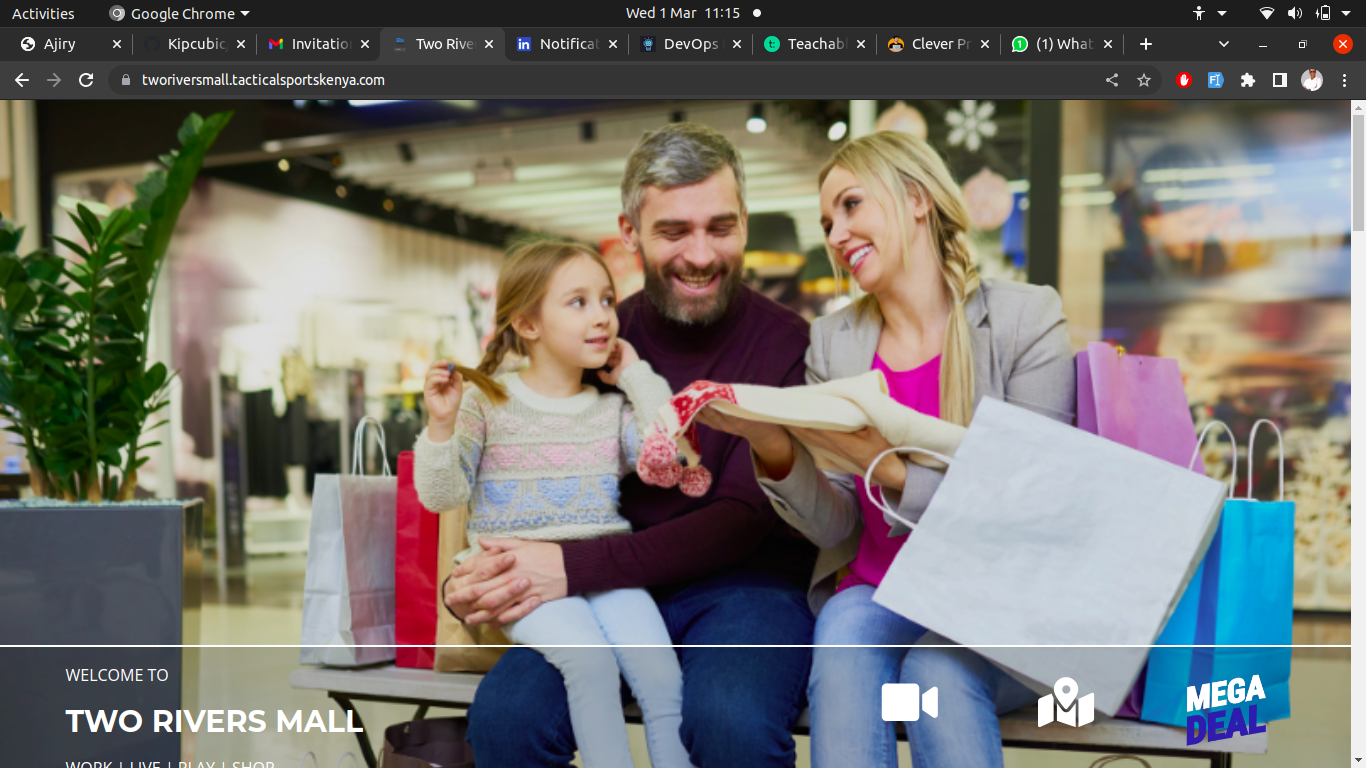 Activities
Google Chrome
Wed 1 Mar 11:15
Ajiry
Kipcubic
Invitatio
Two Rive
Notificat
DevOps
Teachabl
Clever Pr
(1) What
tworiversmall.tacticalsportskenya.com
WELCOME TO
TWO RIVERS MALL
WORK | LIVE | PLAY | SHOP
MEGA
DEAL